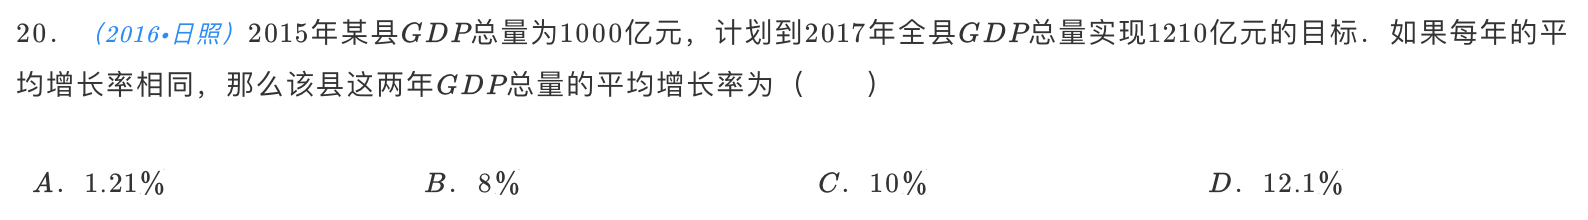 20. （2016•日照）2015年某县GDP总量为1000亿元，计划到2017年全县GDP总量实现1210亿元的目标．如果每年的平
均增长率相同，那么该县这两年GDP总量的平均增长率为（　　）
A．1.21%　B．8%　C．10%　D．12.1%